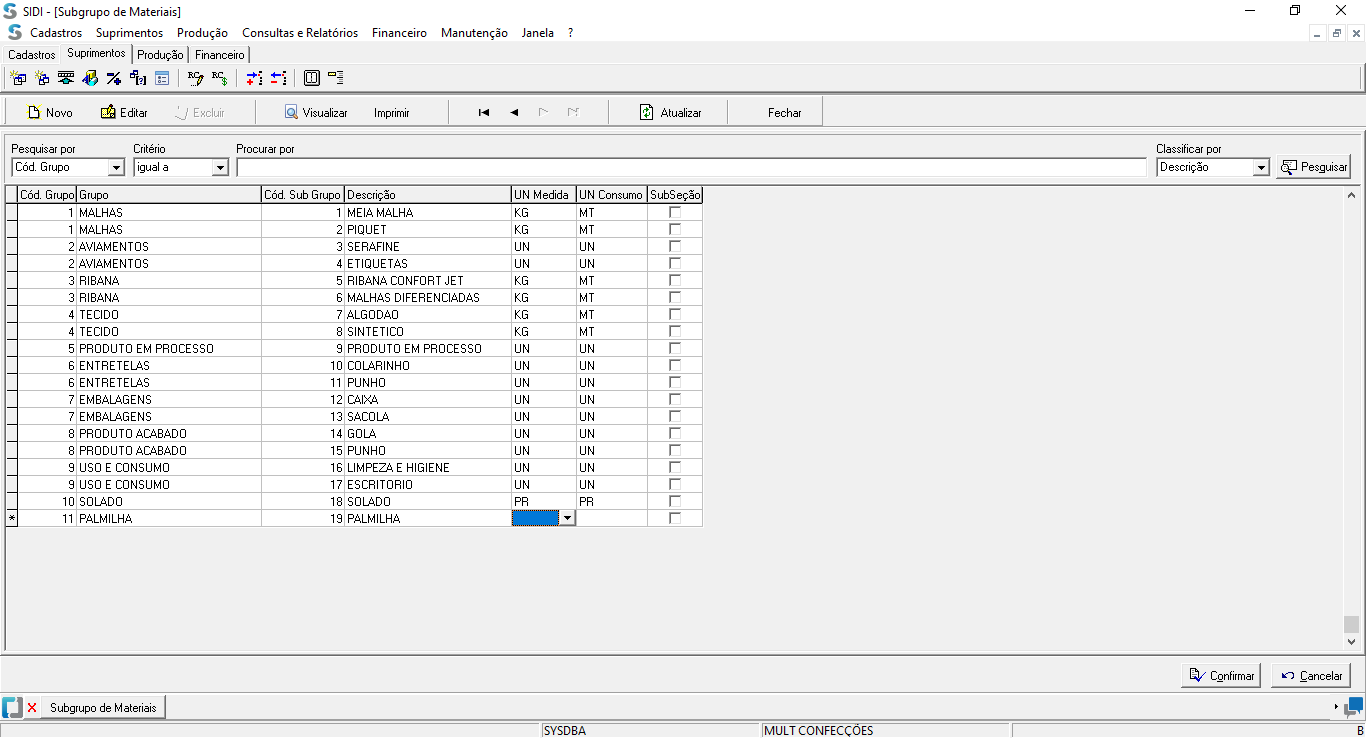 SIDI - [Subgrupo de Materiais]
Cadastros Suprimentos Produção Consultas e Relatórios Financeiro Manutenção Janela ?
Cadastros Suprimentos Produção Financeiro
Novo Editar Excluir Visualizar Imprimir Atualizar Fechar
Pesquisar por Critério Procurar por Classificar por
Cód. Grupo igual a Descrição Pesquisar
Cód. Grupo Grupo Cód. Sub Grupo Descrição UN Medida UN Consumo SubSeção
1 MALHAS 1 MEIA MALHA KG MT
1 MALHAS 2 PIQUET KG MT
2 AVIAMENTOS 3 SERAFINE UN UN
2 AVIAMENTOS 4 ETIQUETAS UN UN
3 RIBANA 5 RIBANA CONFORT JET KG MT
3 RIBANA 6 MALHAS DIFERENCIADAS KG MT
4 TECIDO 7 ALGODAO KG MT
4 TECIDO 8 SINTETICO KG MT
5 PRODUTO EM PROCESSO 9 PRODUTO EM PROCESSO UN UN
6 ENTRETELAS 10 COLARINHO UN UN
6 ENTRETELAS 11 PUNHO UN UN
7 EMBALAGENS 12 CAIXA UN UN
7 EMBALAGENS 13 SACOLA UN UN
8 PRODUTO ACABADO 14 GOLA UN UN
8 PRODUTO ACABADO 15 PUNHO UN UN
9 USO E CONSUMO 16 LIMPEZA E HIGIENE UN UN
9 USO E CONSUMO 17 ESCRITORIO UN UN
10 SOLADO 18 SOLADO PR PR
* 11 PALMILHA 19 PALMILHA
Confirmar Cancelar
Subgrupo de Materiais
SYSDBA MULT CONFECÇÕES B